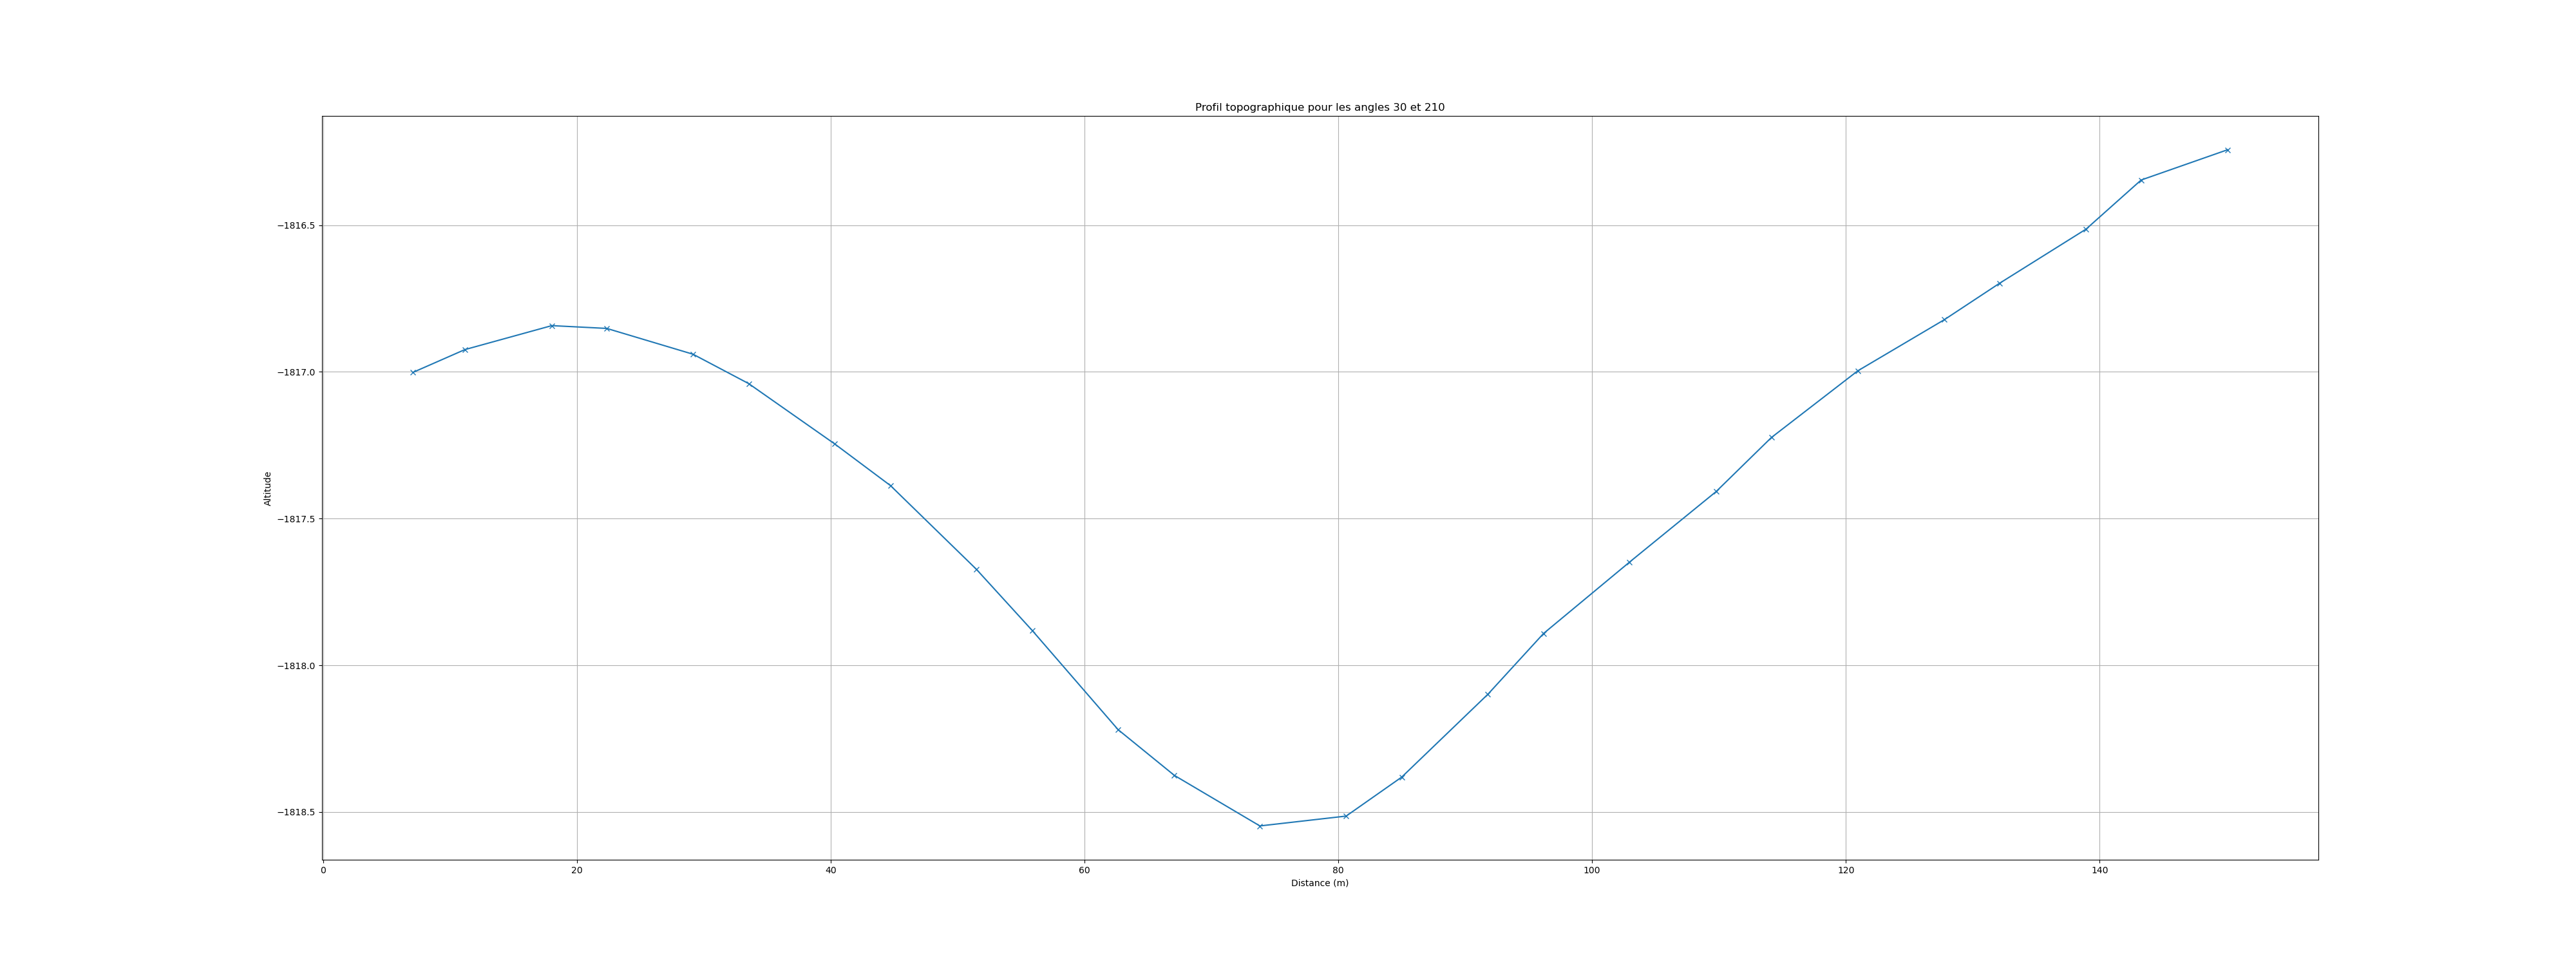 Profil topographique pour les angles 30 et 210
Altitude
−1816.5
−1817.0
−1817.5
−1818.0
−1818.5
0 20 40 60 80 100 120 140
Distance (m)